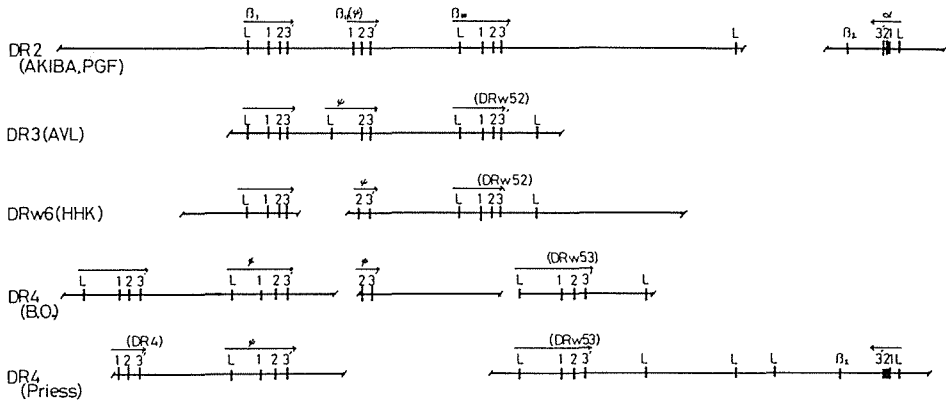 β₁ β₁₁(ψ) β₁₁₁ α
L 1 2 3' 1 2 3' L 1 2 3' L β₂ 3' 2 1 L
DR2
(AKIBA,PGF)
ψ (DRw52)
L 1 2 3' L 2 3' L 1 2 3' L
DR3(AVL)
ψ (DRw52)
L 1 2 3' 2 3' L 1 2 3' L
DRw6(HHK)
ψ ψ (DRw53)
L 1 2 3' L 1 2 3' 2 3' L 1 2 3' L
DR4
(B.O.)
(DR4) ψ (DRw53)
1 2 3' L 1 2 3' L 1 2 3' L L L β₂ 3' 2 1 L
DR4
(Priess)